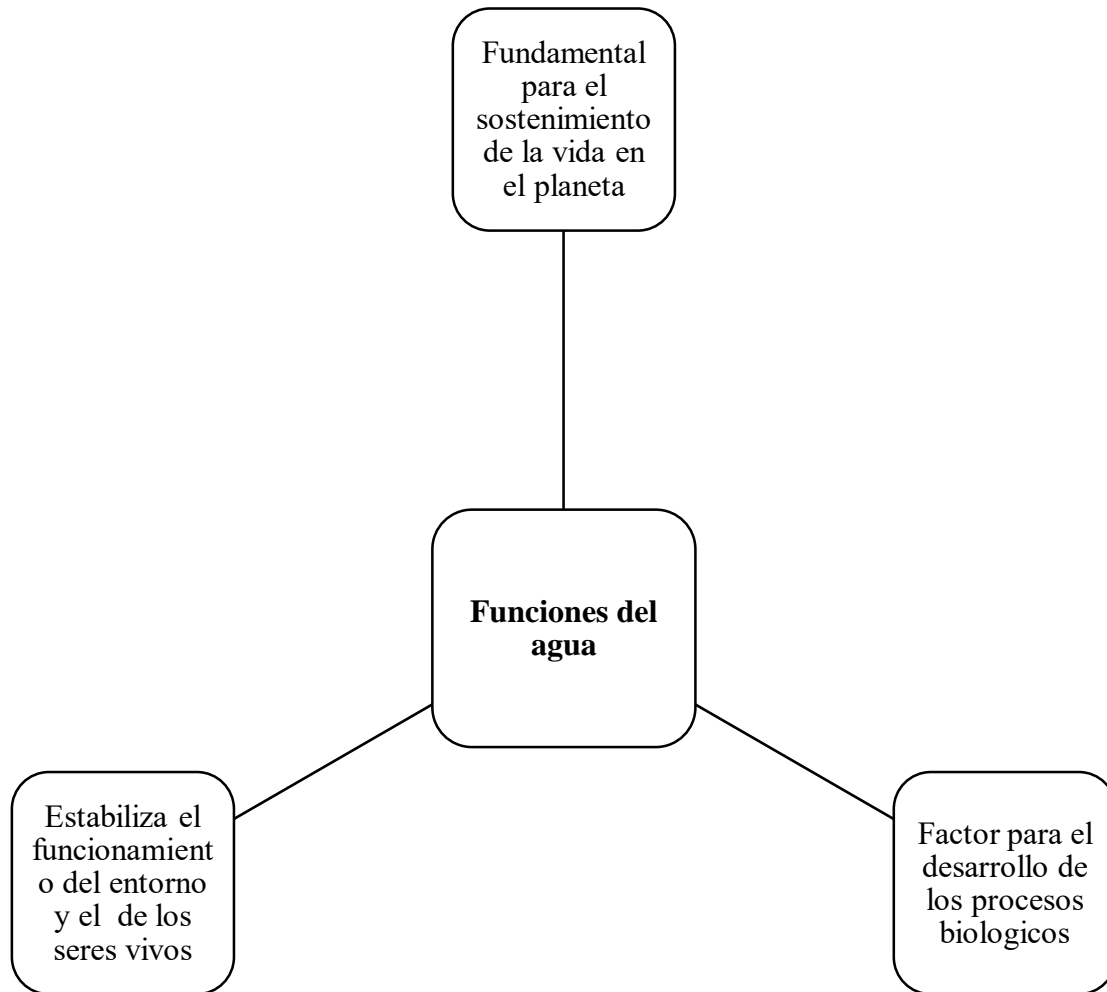 Fundamental
para el
sostenimiento
de la vida en
el planeta
Funciones del
agua
Estabiliza el
funcionamient
o del entorno
y el  de los
seres vivos
Factor para el
desarrollo de
los procesos
biologicos